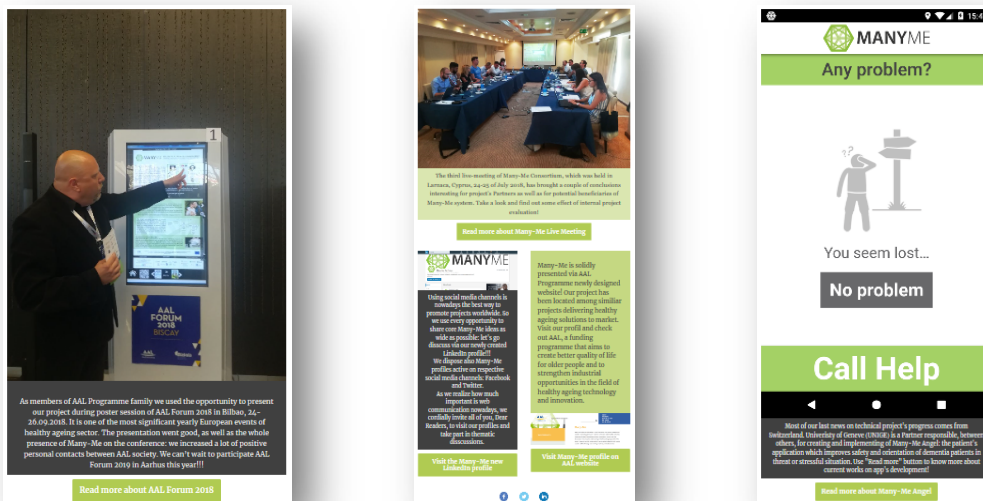 1
AAL
FORUM
2018
BISCAY
As members of AAL Programme family we used the opportunity to present
our project during poster session of AAL Forum 2018 in Bilbao, 24-
26.09.2018. It is one of the most significant yearly European events of
healthy ageing sector. The presentation went good, as well as the whole
presence of Many-Me on the conference: we increased a lot of positive
personal contacts between AAL society. We can't wait to participate AAL
Forum 2019 in Aarhus this year!!!
Read more about AAL Forum 2018
The third live-meeting of Many-Me Consortium, which was held in
Larnaca, Cyprus, 24-25 of July 2018, has brought a couple of conclusions
interesting for project's Partners as well as for potential beneficiaries of
Many-Me system. Take a look and find out some effect of internal project
evaluation!
Read more about Many-Me Live Meeting
MANYME
Using social media channels is
nowadays the best way to
promote projects worldwide. So
we use every opportunity to
share core Many-Me ideas as
wide as possible: let's go
disucuss via our newly created
LinkedIn profile!!!
We dispose also Many-Me
profiles active on respective
social media channels: Facebook
and Twitter.
As we realize how much
important is web
communication nowadays, we
cordially invite all of you, Dear
Readers, to visit our profiles and
take part in thematic
discussions.
Visit the Many-Me new
LinkedIn profile
Many-Me is solidly
presented via AAL
Programme newly designed
website! Our project has
been located among similiar
projects delivering healthy
ageing solutions to market.
Visit our profil and check
out AAL, a funding
programme that aims to
create better quality of life
for older people and to
strengthen industrial
opportunities in the field of
healthy ageing technology
and innovation.
Visit Many-Me profile on
AAL website
15:4
MANYME
Any problem?
??
You seem lost...
No problem
Call Help
Most of our last news on technical project's progress comes from
Switzerland. Univeristy of Geneve (UNIGE) is a Partner responsible, between
others, for creating and implementing of Many-Me Angel: the patient's
application which improves safety and orientation of dementia patients in
threat or stressful situation. Use "Read more" button to know more about
current works on app's development!
Read more about Many-Me Angel